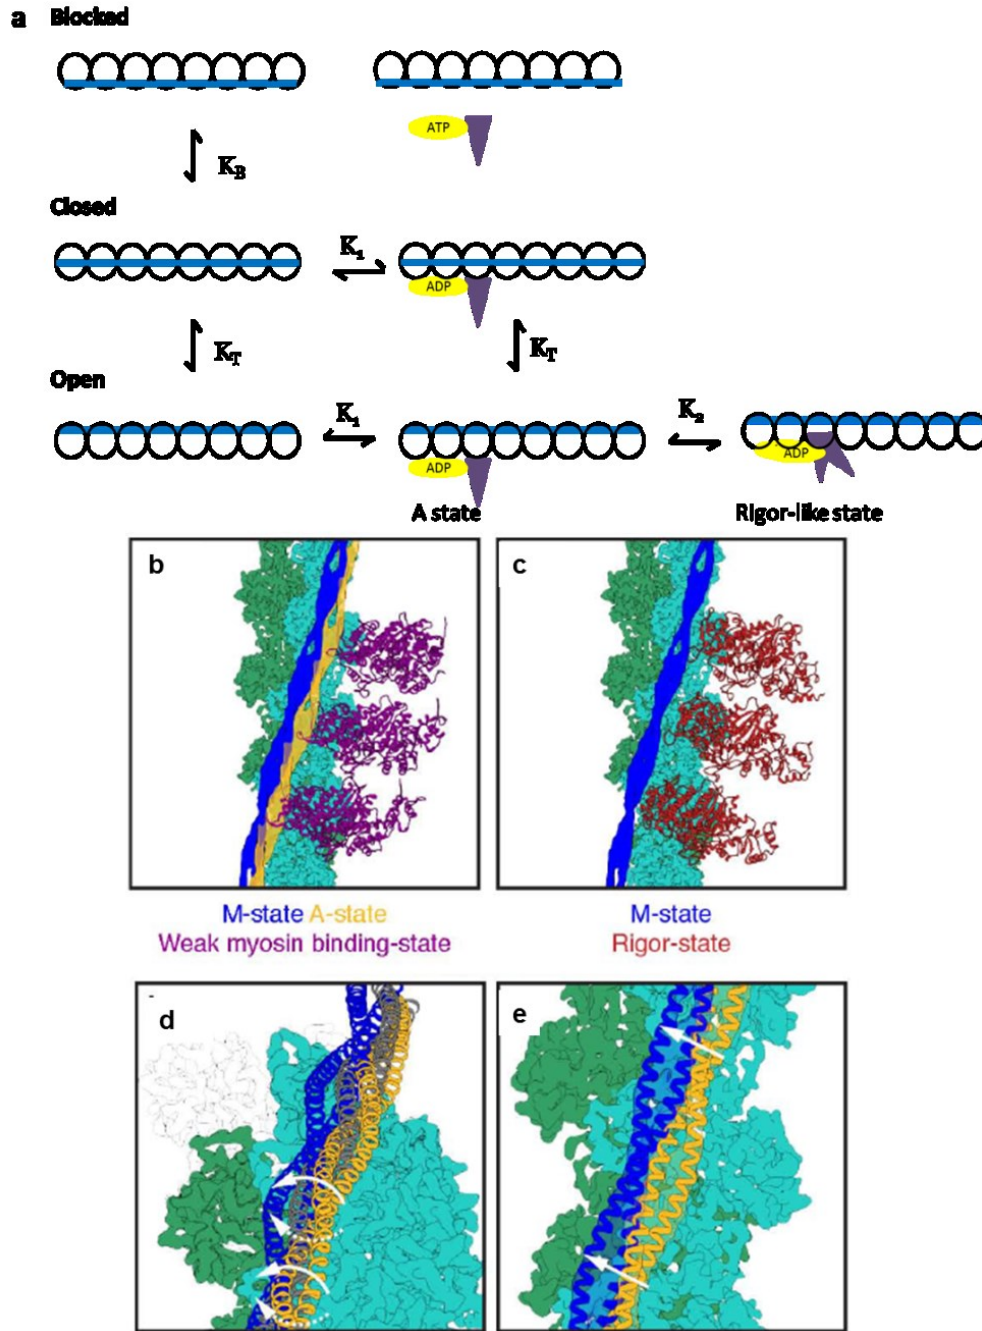 a Blocked
ATP
K_B
Closed
K_1
ADP
K_T
K_T
Open
K_1
K_2
ADP
ADP
A state
Rigor-like state
b
c
M-state A-state
Weak myosin binding-state
M-state
Rigor-state
d
e